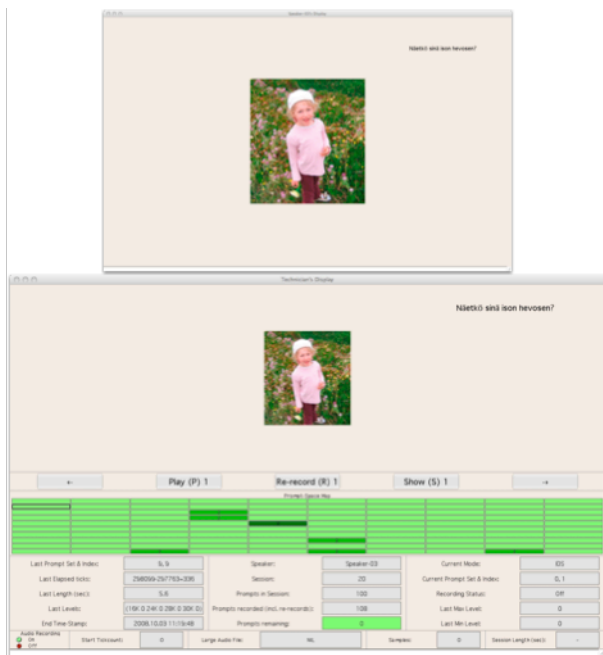 Näetkö sinä ison hevosen?
Technician's Display
Näetkö sinä ison hevosen?
← Play (P) 1 Re-record (R) 1 Show (S) 1 →
Prompt Space Map
Last Prompt Set & Index: 5, 9 Speaker: Speaker-03 Current Mode: IDS
Last Elapsed ticks: Session: 20 Current Prompt Set & Index: 0, 1
Last Length (sec): 5.6 Prompts in Session: 100 Recording Status: Off
Last Levels: Prompts recorded (incl. re-records): 108 Last Max Level: 0
End Time Stamp: 2008.10.03 11:19:48 Prompts remaining: 0 Last Min Level: 0
Audio Recording
On
Off
Start Ticks/count: 0 Large Audio File: NIL Samples: 0 Session Length (sec): -